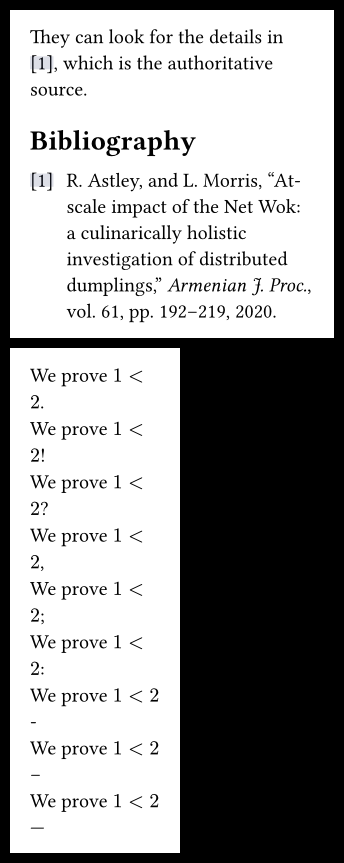 They can look for the details in
[1], which is the authoritative
source.
Bibliography
[1] R. Astley, and L. Morris, “At-
scale impact of the Net Wok:
a culinarically holistic
investigation of distributed
dumplings,” Armenian J. Proc.,
vol. 61, pp. 192–219, 2020.
We prove 1 <
2.
We prove 1 <
2!
We prove 1 <
2?
We prove 1 <
2,
We prove 1 <
2;
We prove 1 <
2:
We prove 1 < 2
-
We prove 1 < 2
–
We prove 1 < 2
—